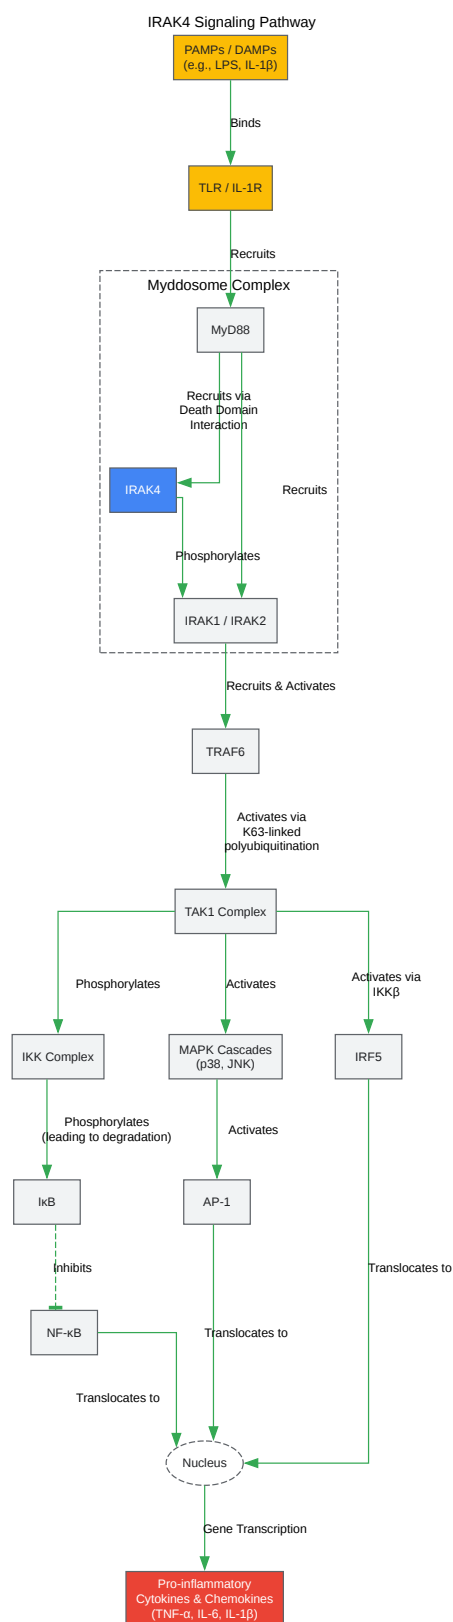 IRAK4 Signaling Pathway
PAMPs / DAMPs
(e.g., LPS, IL-1β)
Binds
TLR / IL-1R
Recruits
Myddosome Complex
MyD88
Recruits via
Death Domain
Interaction
IRAK4
Recruits
Phosphorylates
IRAK1 / IRAK2
Recruits & Activates
TRAF6
Activates via
K63-linked
polyubiquitination
TAK1 Complex
Phosphorylates
Activates
Activates via
IKKβ
IKK Complex
MAPK Cascades
(p38, JNK)
IRF5
Phosphorylates
(leading to degradation)
Activates
IκB
AP-1
Inhibits
Translocates to
NF-κB
Translocates to
Translocates to
Nucleus
Gene Transcription
Pro-inflammatory
Cytokines & Chemokines
(TNF-α, IL-6, IL-1β)